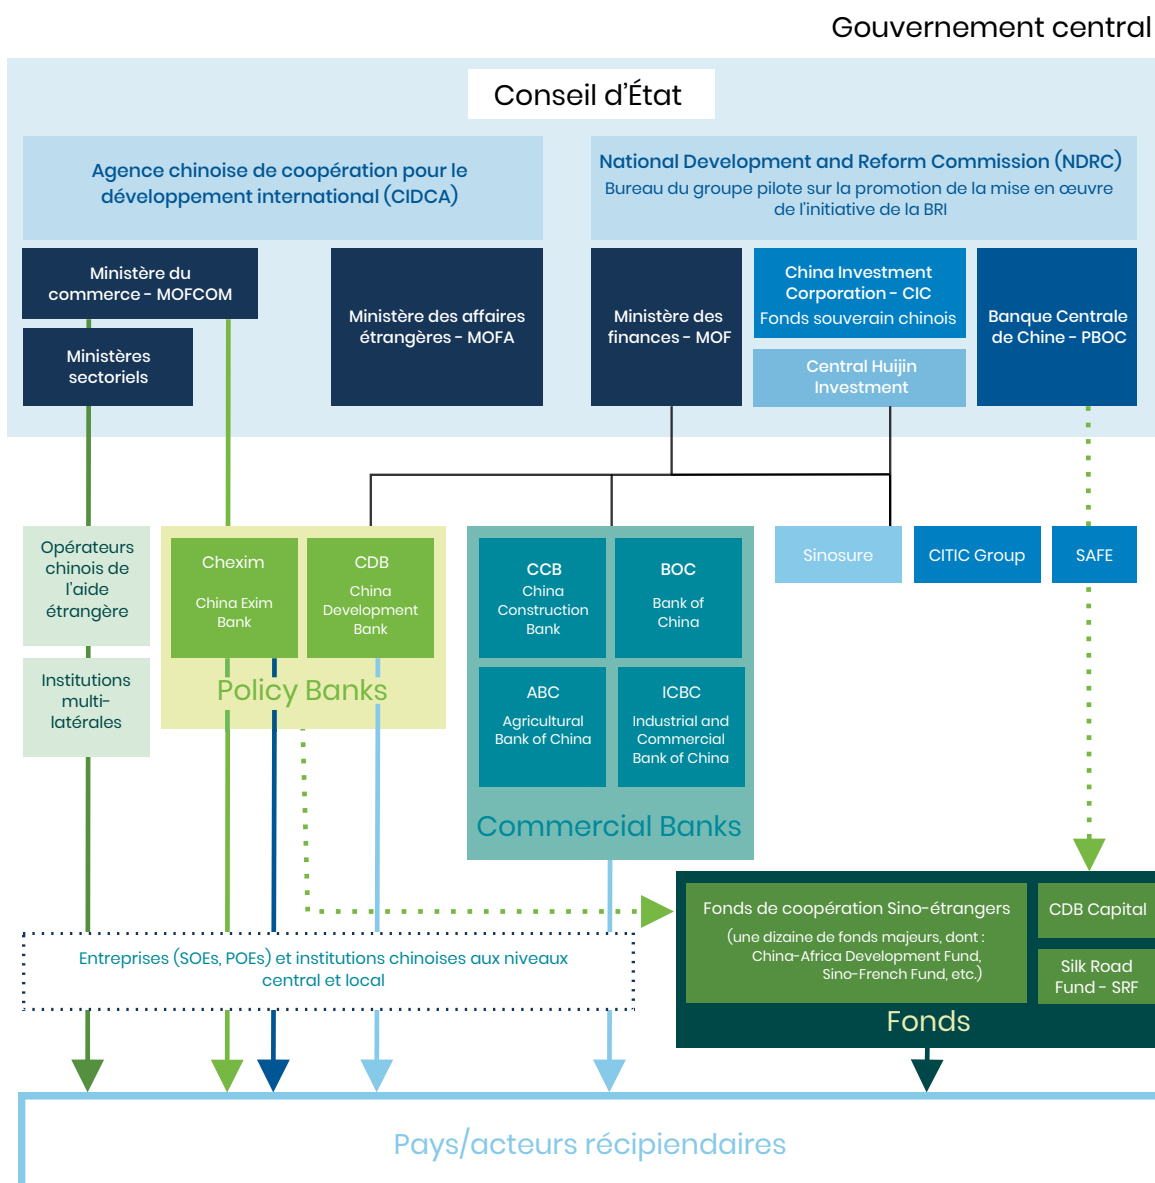 Gouvernement central
Conseil d'État
Agence chinoise de coopération pour le
développement international (CIDCA)
National Development and Reform Commission (NDRC)
Bureau du groupe pilote sur la promotion de la mise en œuvre
de l'initiative de la BRI
Ministère du
commerce - MOFCOM
Ministères
sectoriels
Ministère des affaires
étrangères - MOFA
Ministère des
finances - MOF
China Investment
Corporation - CIC
Fonds souverain chinois
Central Huijin
Investment
Banque Centrale
de Chine - PBOC
Opérateurs
chinois de
l'aide
étrangère
Institutions
multi-
latérales
Chexim
China Exim
Bank
CDB
China
Development
Bank
Policy Banks
CCB
China
Construction
Bank
BOC
Bank of
China
ABC
Agricultural
Bank of China
ICBC
Industrial and
Commercial
Bank of China
Commercial Banks
Sinosure
CITIC Group
SAFE
Fonds de coopération Sino-étrangers
(une dizaine de fonds majeurs, dont :
China-Africa Development Fund,
Sino-French Fund, etc.)
CDB Capital
Silk Road
Fund - SRF
Fonds
Entreprises (SOEs, POEs) et institutions chinoises aux niveaux
central et local
Pays/acteurs récipiendaires